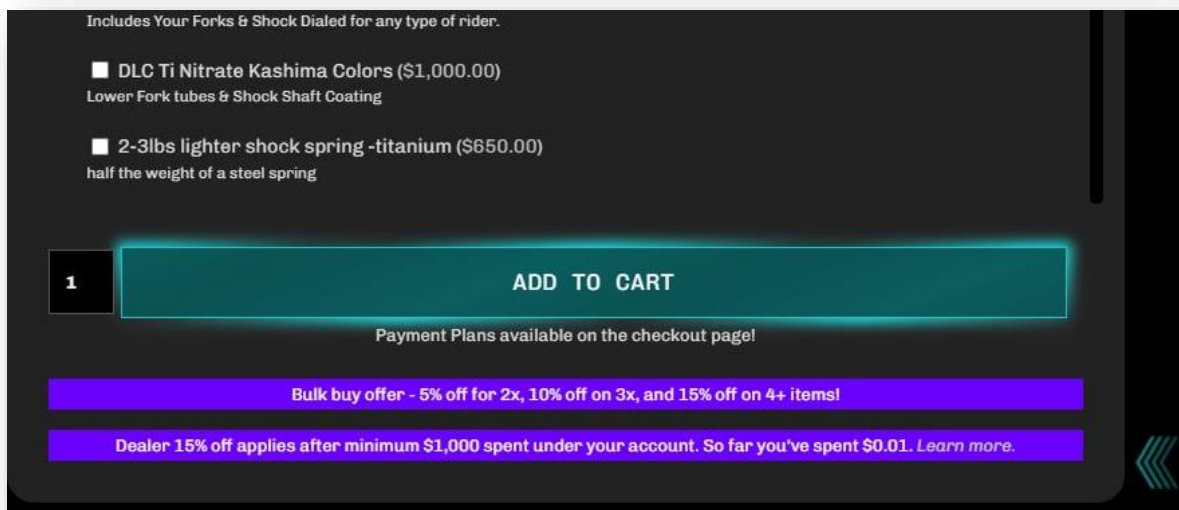 Includes Your Forks & Shock Dialed for any type of rider.
DLC Ti Nitrate Kashima Colors ($1,000.00)
Lower Fork tubes & Shock Shaft Coating
2-3lbs lighter shock spring -titanium ($650.00)
half the weight of a steel spring
1
ADD TO CART
Payment Plans available on the checkout page!
Bulk buy offer - 5% off for 2x, 10% off on 3x, and 15% off on 4+ items!
Dealer 15% off applies after minimum $1,000 spent under your account. So far you've spent $0.01. Learn more.